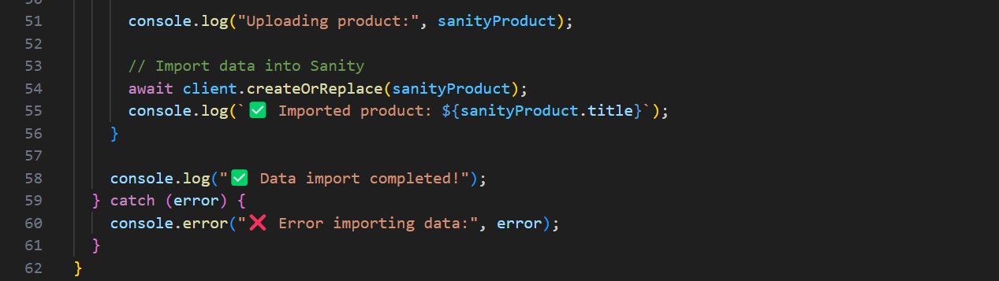 50
51 console.log("Uploading product:", sanityProduct);
52
53 // Import data into Sanity
54 await client.createOrReplace(sanityProduct);
55 console.log(`✅ Imported product: ${sanityProduct.title}`);
56 }
57
58 console.log("✅ Data import completed!");
59 } catch (error) {
60 console.error("❌ Error importing data:", error);
61 }
62 }